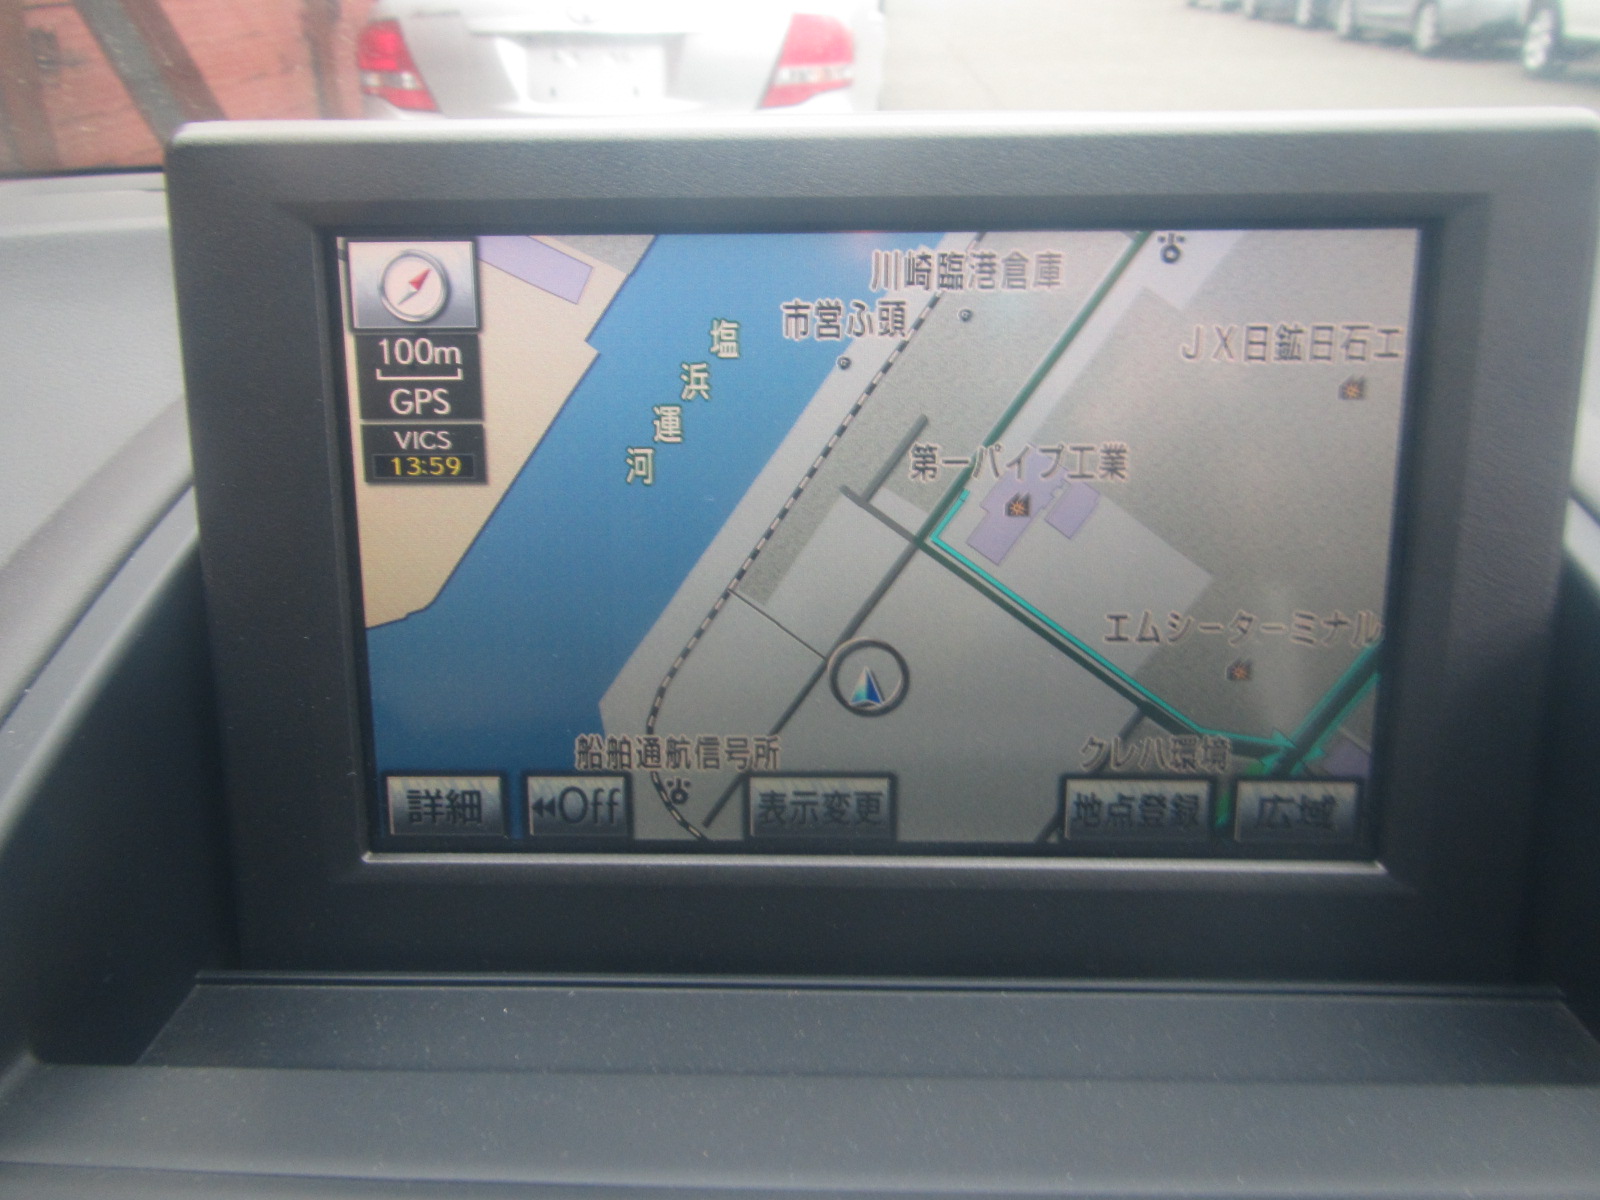 川崎臨港倉庫
市営ふ頭
ＪＸ日鉱日石エ
100m
GPS
VICS
13:59
塩浜運河
第一パイプ工業
エムシーターミナル
船舶通航信号所
クレハ環境
詳細
◀◀Off
表示変更
地点登録
広域